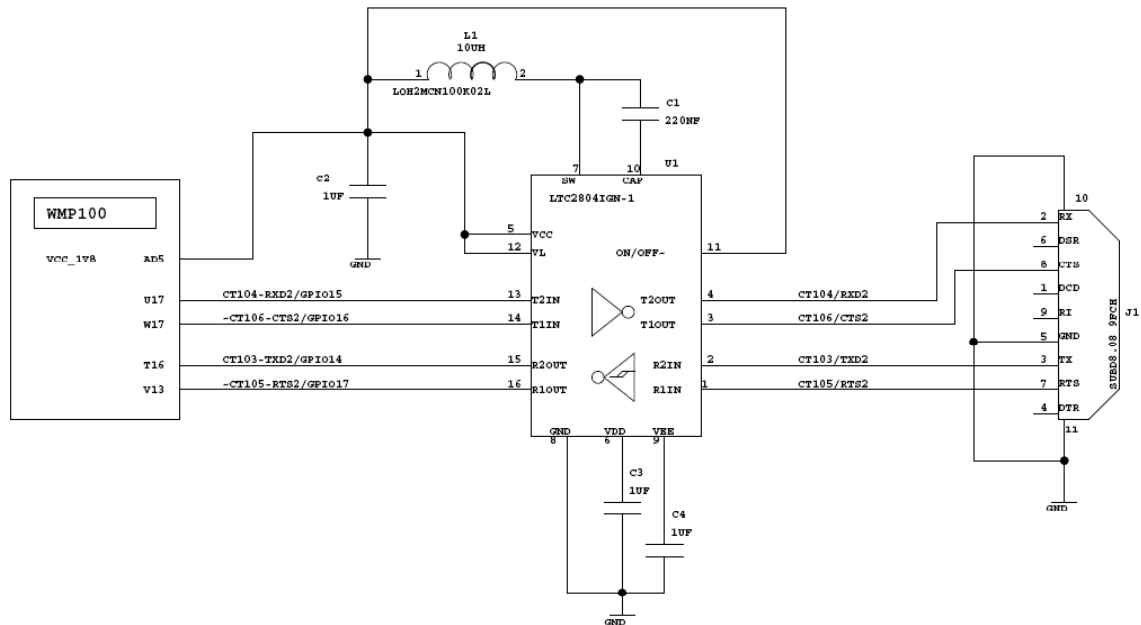 L1
10UH
1
2
LOH2MCN100K02L
C1
220NF
7
10
U1
SW
CAP
C2
1UF
LTC2804IGN-1
10
WMP100
2
RX
5
VCC
6
DSR
VCC_1V8
AD5
12
VL
ON/OFF~
11
8
CTS
GND
1
DCD
U17
CT104-RXD2/GPIO15
13
T2IN
T2OUT
4
CT104/RXD2
9
RI
J1
W17
~CT106-CTS2/GPIO16
14
T1IN
T1OUT
3
CT106/CTS2
5
GND
SUBD8.08 9FCH
T16
CT103-TXD2/GPIO14
15
R2OUT
R2IN
2
CT103/TXD2
3
TX
V13
~CT105-RTS2/GPIO17
16
R1OUT
R1IN
1
CT105/RTS2
7
RTS
4
DTR
GND
VDD
VEE
11
8
6
9
C3
1UF
GND
C4
1UF
GND